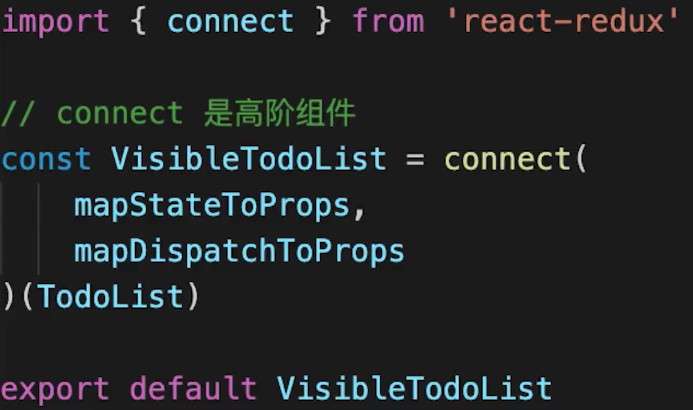 import { connect } from 'react-redux'
// connect 是高阶组件
const VisibleTodoList = connect(
mapStateToProps,
mapDispatchToProps
)(TodoList)
export default VisibleTodoList